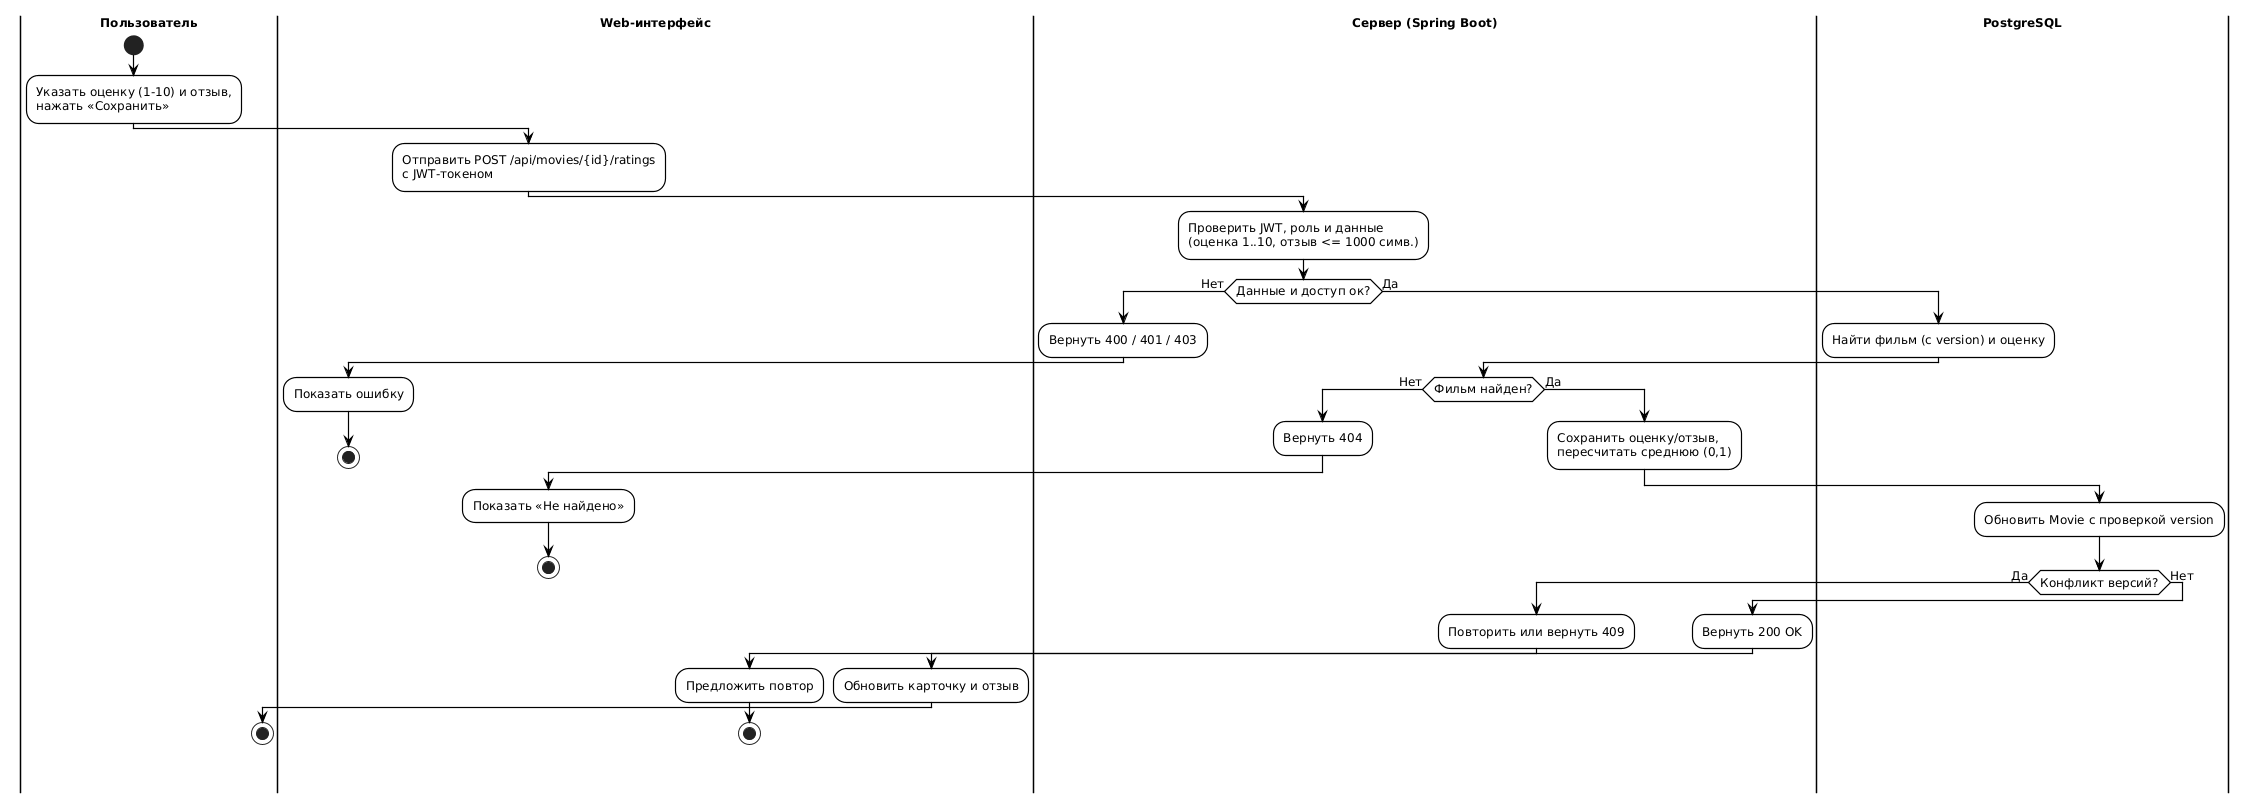 Пользователь
Web-интерфейс
Сервер (Spring Boot)
PostgreSQL
Указать оценку (1-10) и отзыв,
нажать «Сохранить»
Отправить POST /api/movies/{id}/ratings
с JWT-токеном
Проверить JWT, роль и данные
(оценка 1..10, отзыв <= 1000 симв.)
Нет
Данные и доступ ок?
Да
Вернуть 400 / 401 / 403
Найти фильм (с version) и оценку
Показать ошибку
Нет
Фильм найден?
Да
Вернуть 404
Сохранить оценку/отзыв,
пересчитать среднюю (0,1)
Показать «Не найдено»
Обновить Movie с проверкой version
Да
Конфликт версий?
Нет
Повторить или вернуть 409
Вернуть 200 OK
Предложить повтор
Обновить карточку и отзыв